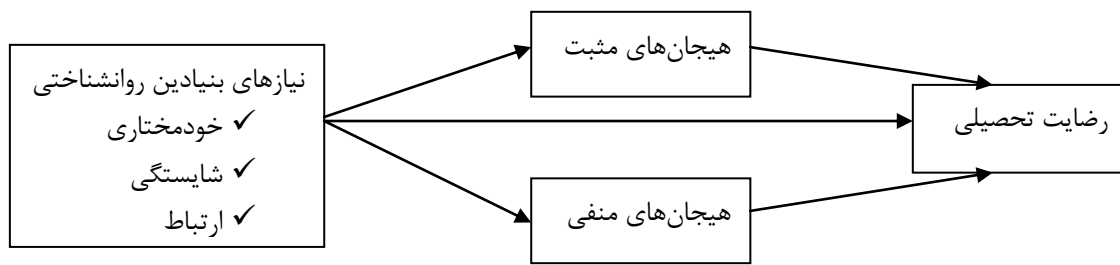 هیجان‌های مثبت
نیازهای بنیادین روانشناختی
✓ خودمختاری
✓ شایستگی
✓ ارتباط
رضایت تحصیلی
هیجان‌های منفی